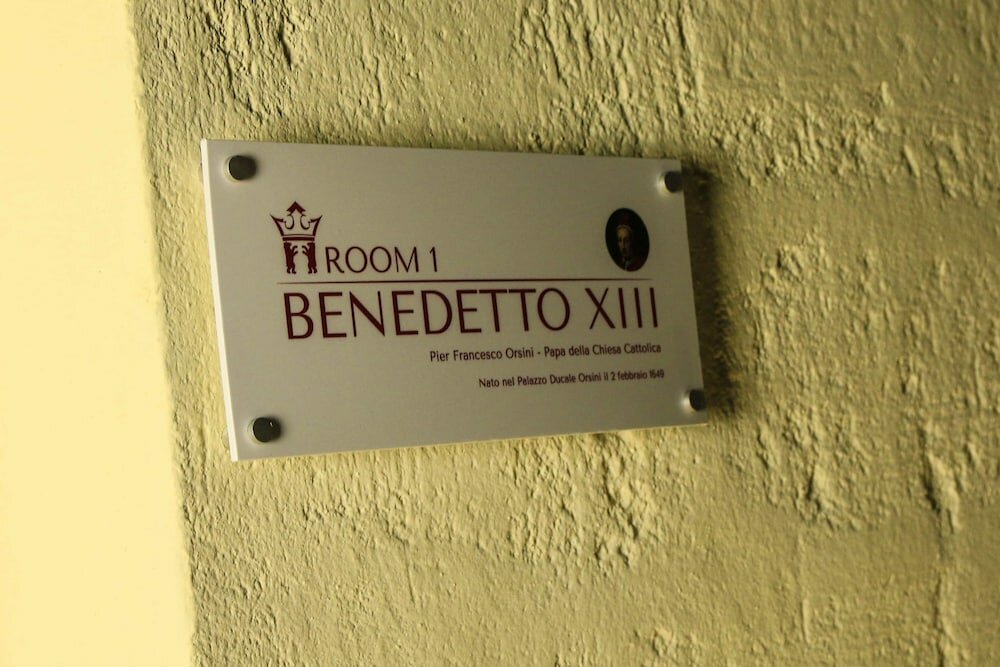 ROOM 1
BENEDETTO XIII
Pier Francesco Orsini - Papa della Chiesa Cattolica
Nato nel Palazzo Ducale Orsini il 2 febbraio 1649